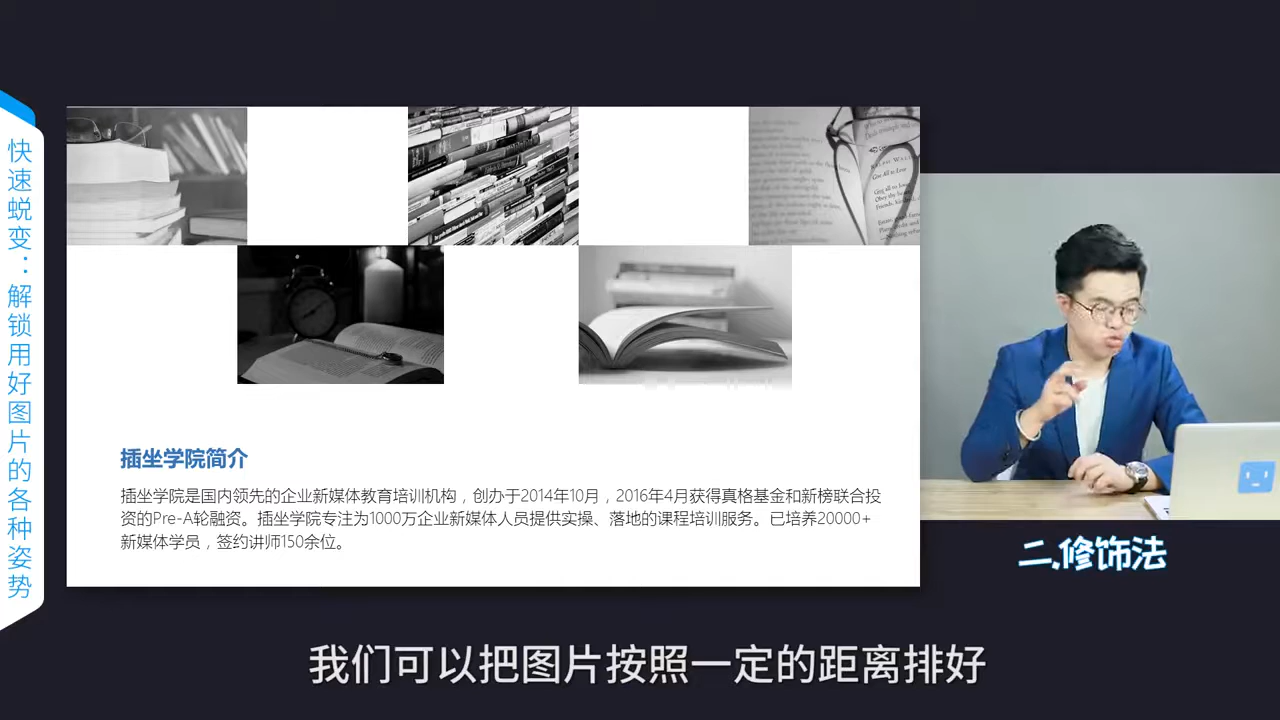 快速蜕变：解锁用好图片的各种姿势
插坐学院简介
插坐学院是国内领先的企业新媒体教育培训机构，创办于2014年10月，2016年4月获得真格基金和新榜联合投
资的Pre-A轮融资。插坐学院专注为1000万企业新媒体人员提供实操、落地的课程培训服务。已培养20000+
新媒体学员，签约讲师150余位。
二.修饰法
我们可以把图片按照一定的距离排好